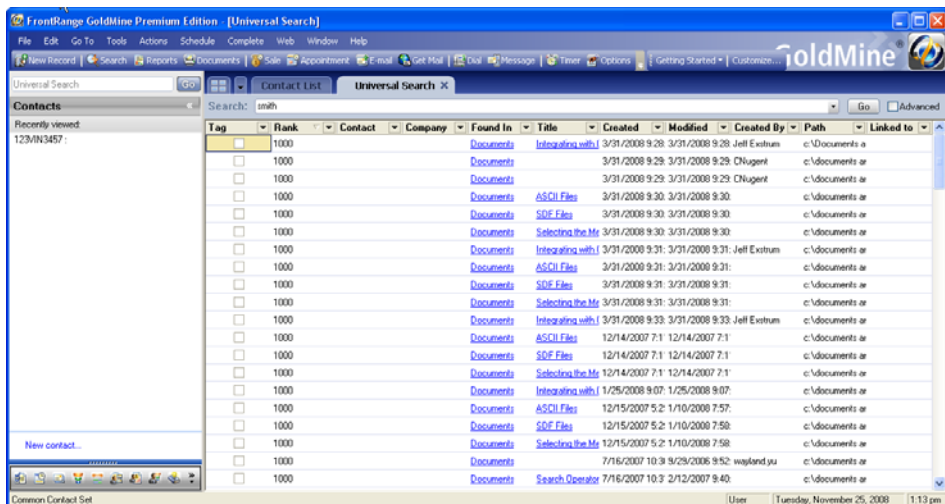 FrontRange GoldMine Premium Edition - [Universal Search]
File Edit Go To Tools Actions Schedule Complete Web Window Help
New Record Search Reports Documents Sale Appointment E-mail Get Mail Dial Message Timer Options Getting Started Customize... GoldMine®
Universal Search Go Contact List Universal Search X
Contacts Search: smith Go Advanced
Recently viewed: Tag Rank Contact Company Found In Title Created Modified Created By Path Linked to
123VIN3457 : 1000 Documents Integrating with 3/31/2008 9:28: 3/31/2008 9:28: Jeff Exstrum c:\Documents a
1000 Documents 3/31/2008 9:29: 3/31/2008 9:29: CNugent c:\documents ar
1000 Documents 3/31/2008 9:29: 3/31/2008 9:29: CNugent c:\documents ar
1000 Documents ASCII Files 3/31/2008 9:30: 3/31/2008 9:30: c:\documents ar
1000 Documents SDF Files 3/31/2008 9:30: 3/31/2008 9:30: c:\documents ar
1000 Documents Selecting the Me 3/31/2008 9:30: 3/31/2008 9:30: c:\documents ar
1000 Documents Integrating with 3/31/2008 9:31: 3/31/2008 9:31: Jeff Exstrum c:\documents ar
1000 Documents ASCII Files 3/31/2008 9:31: 3/31/2008 9:31: c:\documents ar
1000 Documents SDF Files 3/31/2008 9:31: 3/31/2008 9:31: c:\documents ar
1000 Documents Selecting the Me 3/31/2008 9:31: 3/31/2008 9:31: c:\documents ar
1000 Documents Integrating with 3/31/2008 9:33: 3/31/2008 9:33: Jeff Exstrum c:\documents ar
1000 Documents ASCII Files 12/14/2007 7:1 12/14/2007 7:1 c:\documents ar
1000 Documents SDF Files 12/14/2007 7:1 12/14/2007 7:1 c:\documents ar
1000 Documents Selecting the Me 12/14/2007 7:1 12/14/2007 7:1 c:\documents ar
1000 Documents Integrating with 1/25/2008 9:07: 1/25/2008 9:07: c:\documents ar
1000 Documents ASCII Files 12/15/2007 5:2 1/10/2008 7:57: c:\documents ar
1000 Documents SDF Files 12/15/2007 5:2 1/10/2008 7:58: c:\documents ar
New contact... 1000 Documents Selecting the Me 12/15/2007 5:2 1/10/2008 7:58: c:\documents ar
1000 Documents 7/16/2007 10:3 9/29/2006 9:52: wayland.yu c:\documents ar
1000 Documents Search Operator 7/16/2007 10:3 2/12/2007 9:40: c:\documents ar
Common Contact Set User Tuesday, November 25, 2008 1:13 pm